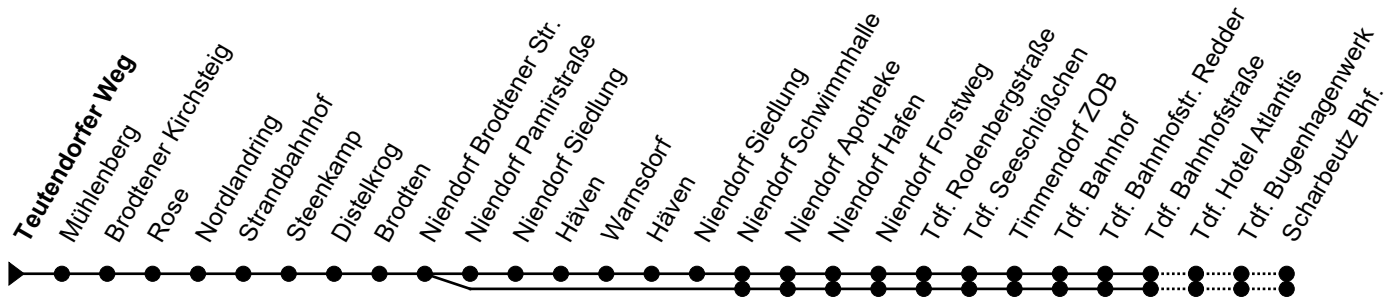 Teutendorfer Weg
Mühlenberg
Brodtener Kirchsteig
Rose
Nordlandring
Strandbahnhof
Steenkamp
Distelkrog
Brodten
Niendorf Brodtener Str.
Niendorf Pamirstraße
Niendorf Siedlung
Häven
Warnsdorf
Häven
Niendorf Siedlung
Niendorf Schwimmhalle
Niendorf Apotheke
Niendorf Hafen
Niendorf Forstweg
Tdf. Rodenbergstraße
Tdf. Seeschlößchen
Timmendorf ZOB
Tdf. Bahnhof
Tdf. Bahnhofstr. Redder
Tdf. Bahnhofstraße
Tdf. Hotel Atlantis
Tdf. Bugenhagenwerk
Scharbeutz Bhf.